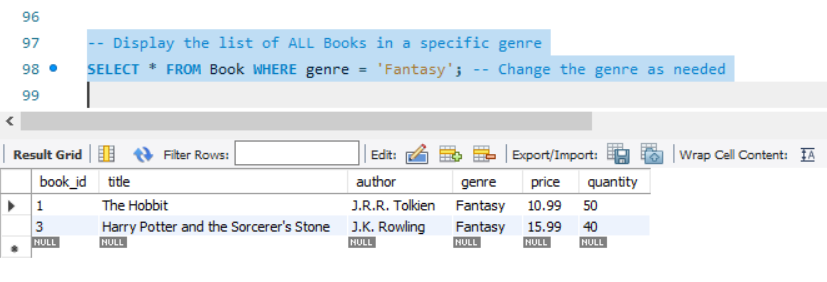 96
97 -- Display the list of ALL Books in a specific genre
98 SELECT * FROM Book WHERE genre = 'Fantasy'; -- Change the genre as needed
99
Result Grid Filter Rows: Edit: Export/Import: Wrap Cell Content: IA
book_id title author genre price quantity
1 The Hobbit J.R.R. Tolkien Fantasy 10.99 50
3 Harry Potter and the Sorcerer's Stone J.K. Rowling Fantasy 15.99 40
NULL NULL NULL NULL NULL NULL